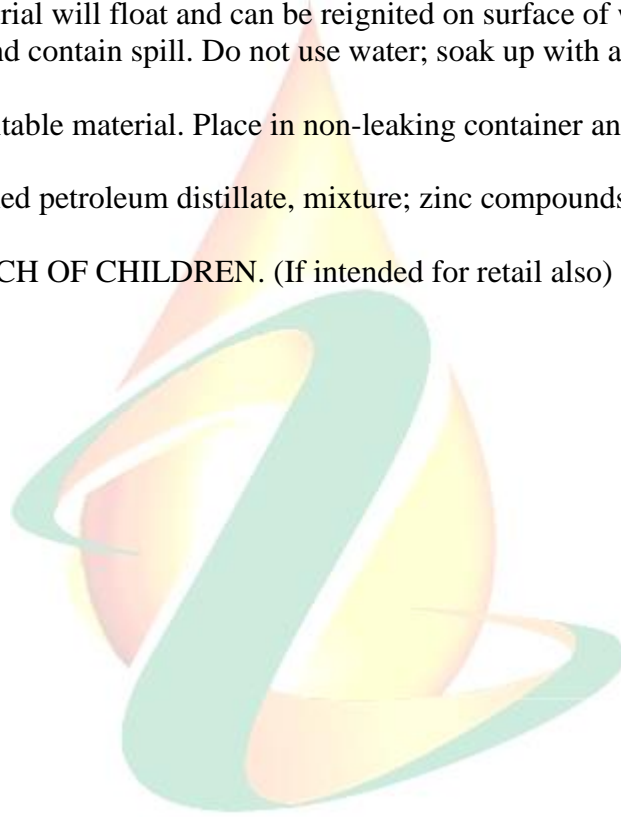 rial will float and can be reignited on surface of
nd contain spill. Do not use water; soak up with a
table material. Place in non-leaking container an
ed petroleum distillate, mixture; zinc compounds
CH OF CHILDREN. (If intended for retail also)